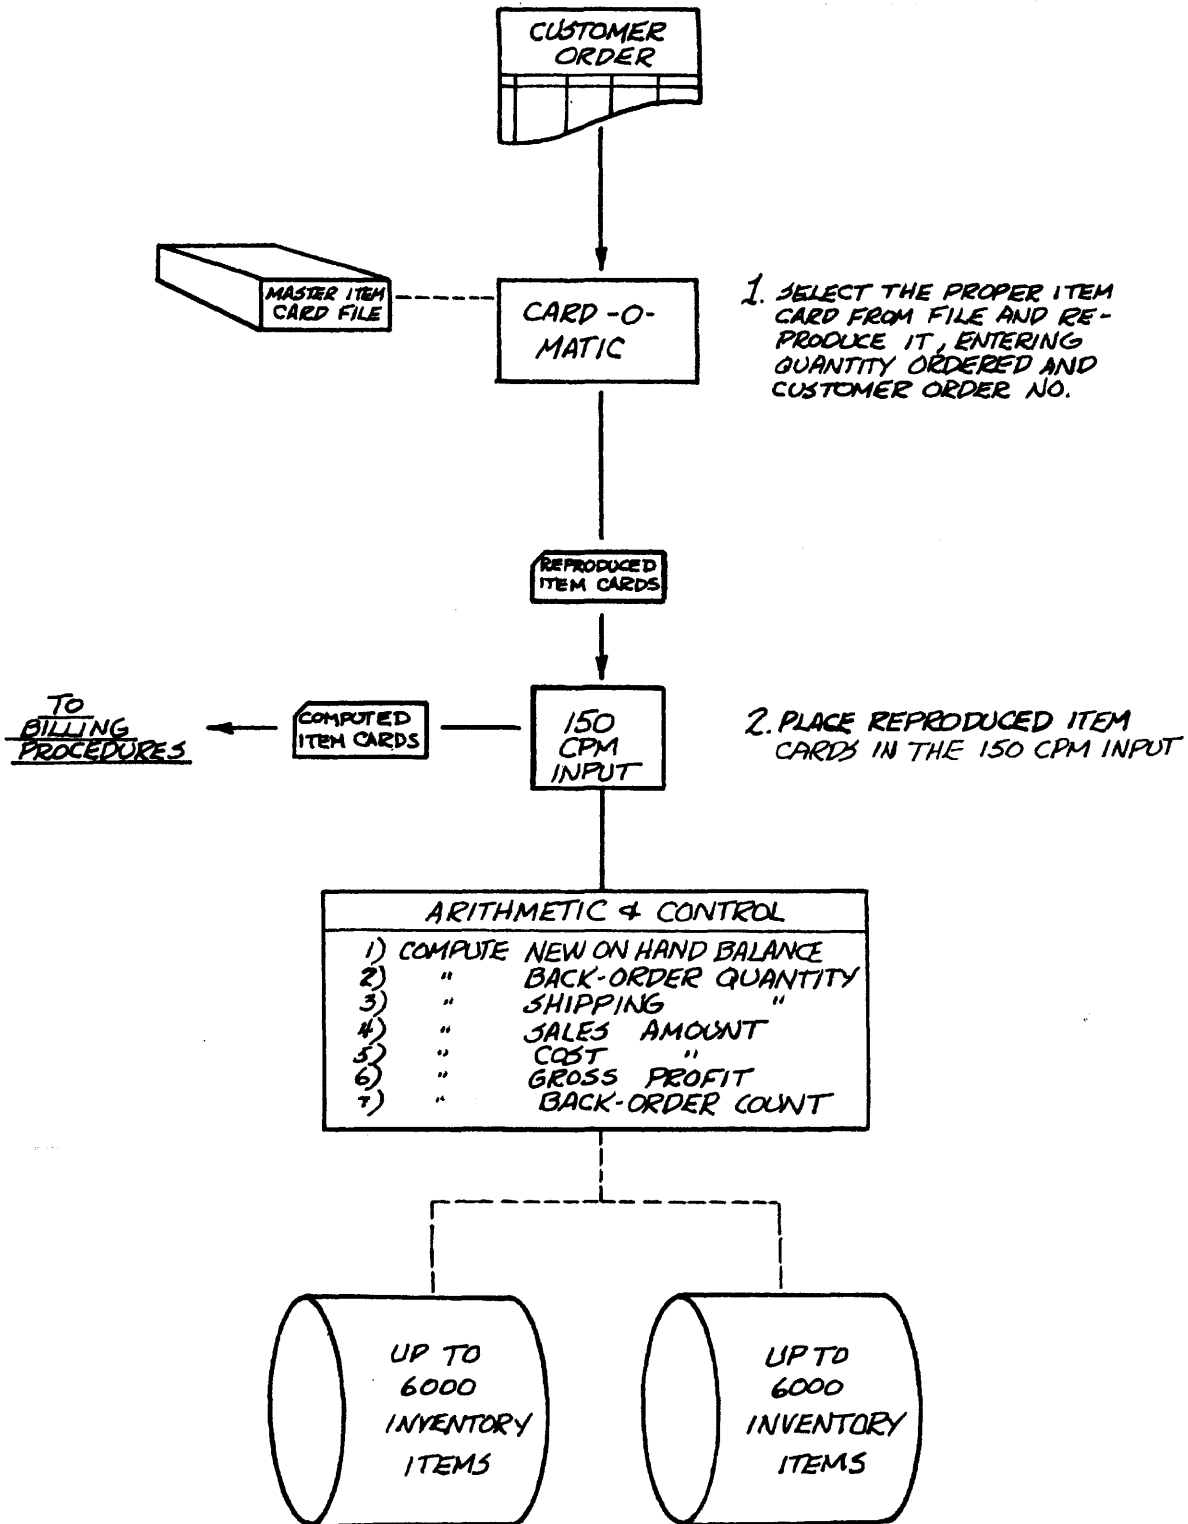 CUSTOMER
ORDER
MASTER ITEM
CARD FILE
CARD-O-
MATIC
1. SELECT THE PROPER ITEM
CARD FROM FILE AND RE-
PRODUCE IT, ENTERING
QUANTITY ORDERED AND
CUSTOMER ORDER NO.
REPRODUCED
ITEM CARDS
TO
BILLING
PROCEDURES
COMPUTED
ITEM CARDS
150
CPM
INPUT
2. PLACE REPRODUCED ITEM
CARDS IN THE 150 CPM INPUT
ARITHMETIC & CONTROL
1) COMPUTE NEW ON HAND BALANCE
2) " BACK-ORDER QUANTITY
3) " SHIPPING "
4) " SALES AMOUNT
5) " COST "
6) " GROSS PROFIT
7) " BACK-ORDER COUNT
UP TO
6000
INVENTORY
ITEMS
UP TO
6000
INVENTORY
ITEMS